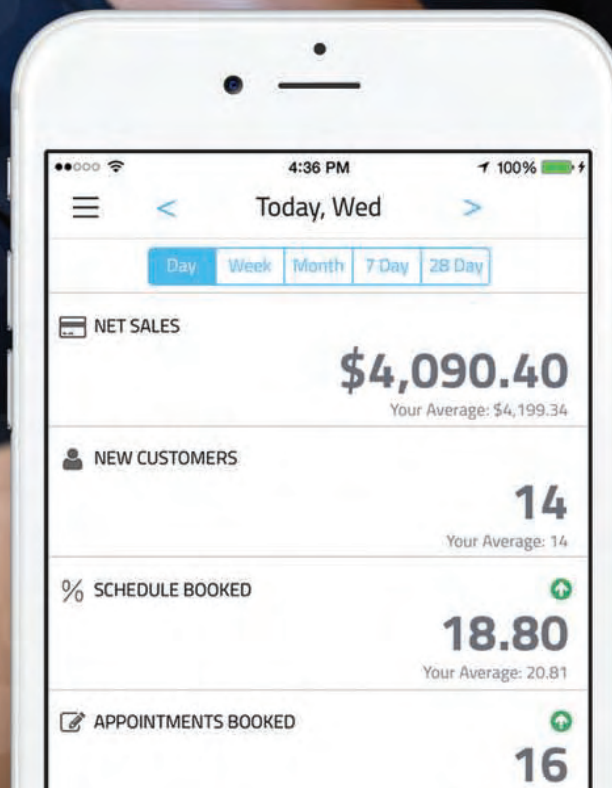 4:36 PM
100%
< Today, Wed >
Day Week Month 7 Day 28 Day
NET SALES
$4,090.40
Your Average: $4,199.34
NEW CUSTOMERS
14
Your Average: 14
% SCHEDULE BOOKED
18.80
Your Average: 20.81
APPOINTMENTS BOOKED
16